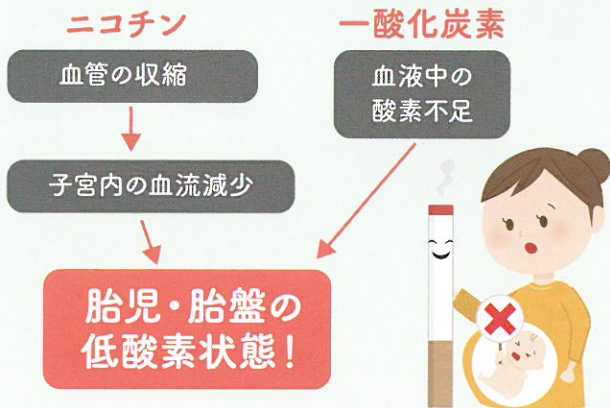 ニコチン
一酸化炭素
血管の収縮
血液中の
酸素不足
子宮内の血流減少
胎児・胎盤の
低酸素状態!